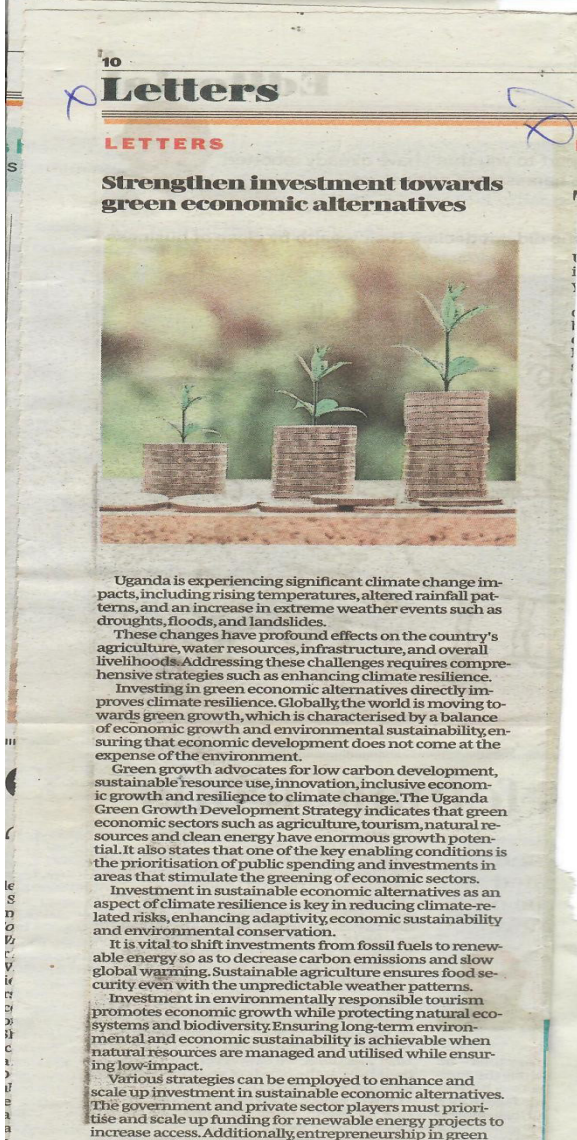 10
Letters
LETTERS
Strengthen investment towards
green economic alternatives
Uganda is experiencing significant climate change im-
pacts, including rising temperatures, altered rainfall pat-
terns, and an increase in extreme weather events such as
droughts, floods, and landslides.
These changes have profound effects on the country's
agriculture, water resources, infrastructure, and overall
livelihoods. Addressing these challenges requires compre-
hensive strategies such as enhancing climate resilience.
Investing in green economic alternatives directly im-
proves climate resilience. Globally, the world is moving to-
wards green growth, which is characterised by a balance
of economic growth and environmental sustainability, en-
suring that economic development does not come at the
expense of the environment.
Green growth advocates for low carbon development,
sustainable resource use, innovation, inclusive econom-
ic growth and resilience to climate change. The Uganda
Green Growth Development Strategy indicates that green
economic sectors such as agriculture, tourism, natural re-
sources and clean energy have enormous growth poten-
tial. It also states that one of the key enabling conditions is
the prioritisation of public spending and investments in
areas that stimulate the greening of economic sectors.
Investment in sustainable economic alternatives as an
aspect of climate resilience is key in reducing climate-re-
lated risks, enhancing adaptivity, economic sustainability
and environmental conservation.
It is vital to shift investments from fossil fuels to renew-
able energy so as to decrease carbon emissions and slow
global warming. Sustainable agriculture ensures food se-
curity even with the unpredictable weather patterns.
Investment in environmentally responsible tourism
promotes economic growth while protecting natural eco-
systems and biodiversity. Ensuring long-term environ-
mental and economic sustainability is achievable when
natural resources are managed and utilised while ensur-
ing low-impact.
Various strategies can be employed to enhance and
scale up investment in sustainable economic alternatives.
The government and private sector players must priori-
tise and scale up funding for renewable energy projects to
increase access. Additionally, entrepreneurship in green